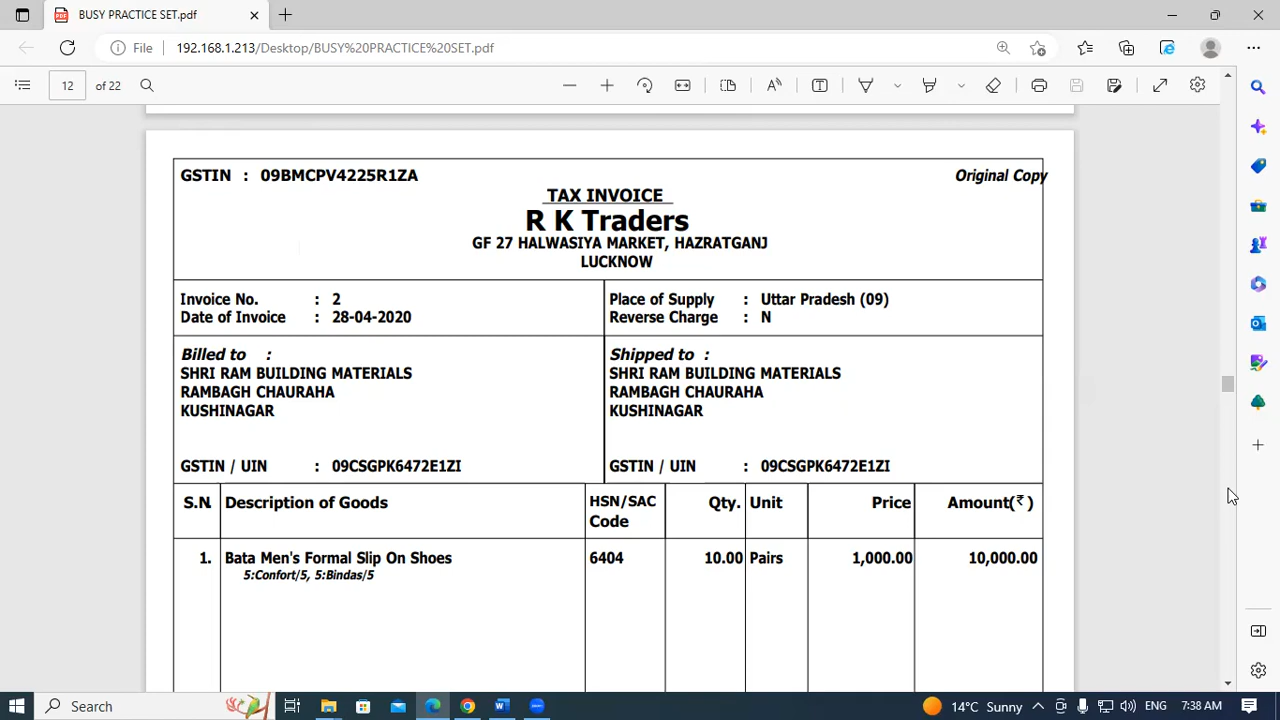 BUSY PRACTICE SET.pdf
File 192.168.1.213/Desktop/BUSY%20PRACTICE%20SET.pdf
12 of 22
GSTIN : 09BMCPV4225R1ZA Original Copy
TAX INVOICE
R K Traders
GF 27 HALWASIYA MARKET, HAZRATGANJ
LUCKNOW
Invoice No. : 2 Place of Supply : Uttar Pradesh (09)
Date of Invoice : 28-04-2020 Reverse Charge : N
Billed to : Shipped to :
SHRI RAM BUILDING MATERIALS SHRI RAM BUILDING MATERIALS
RAMBAGH CHAURAHA RAMBAGH CHAURAHA
KUSHINAGAR KUSHINAGAR
GSTIN / UIN : 09CSGPK6472E1ZI GSTIN / UIN : 09CSGPK6472E1ZI
S.N. Description of Goods HSN/SAC Code Qty. Unit Price Amount(₹)
1. Bata Men's Formal Slip On Shoes 6404 10.00 Pairs 1,000.00 10,000.00
5:Confort/5, 5:Bindas/5
Search 14°C Sunny ENG 7:38 AM